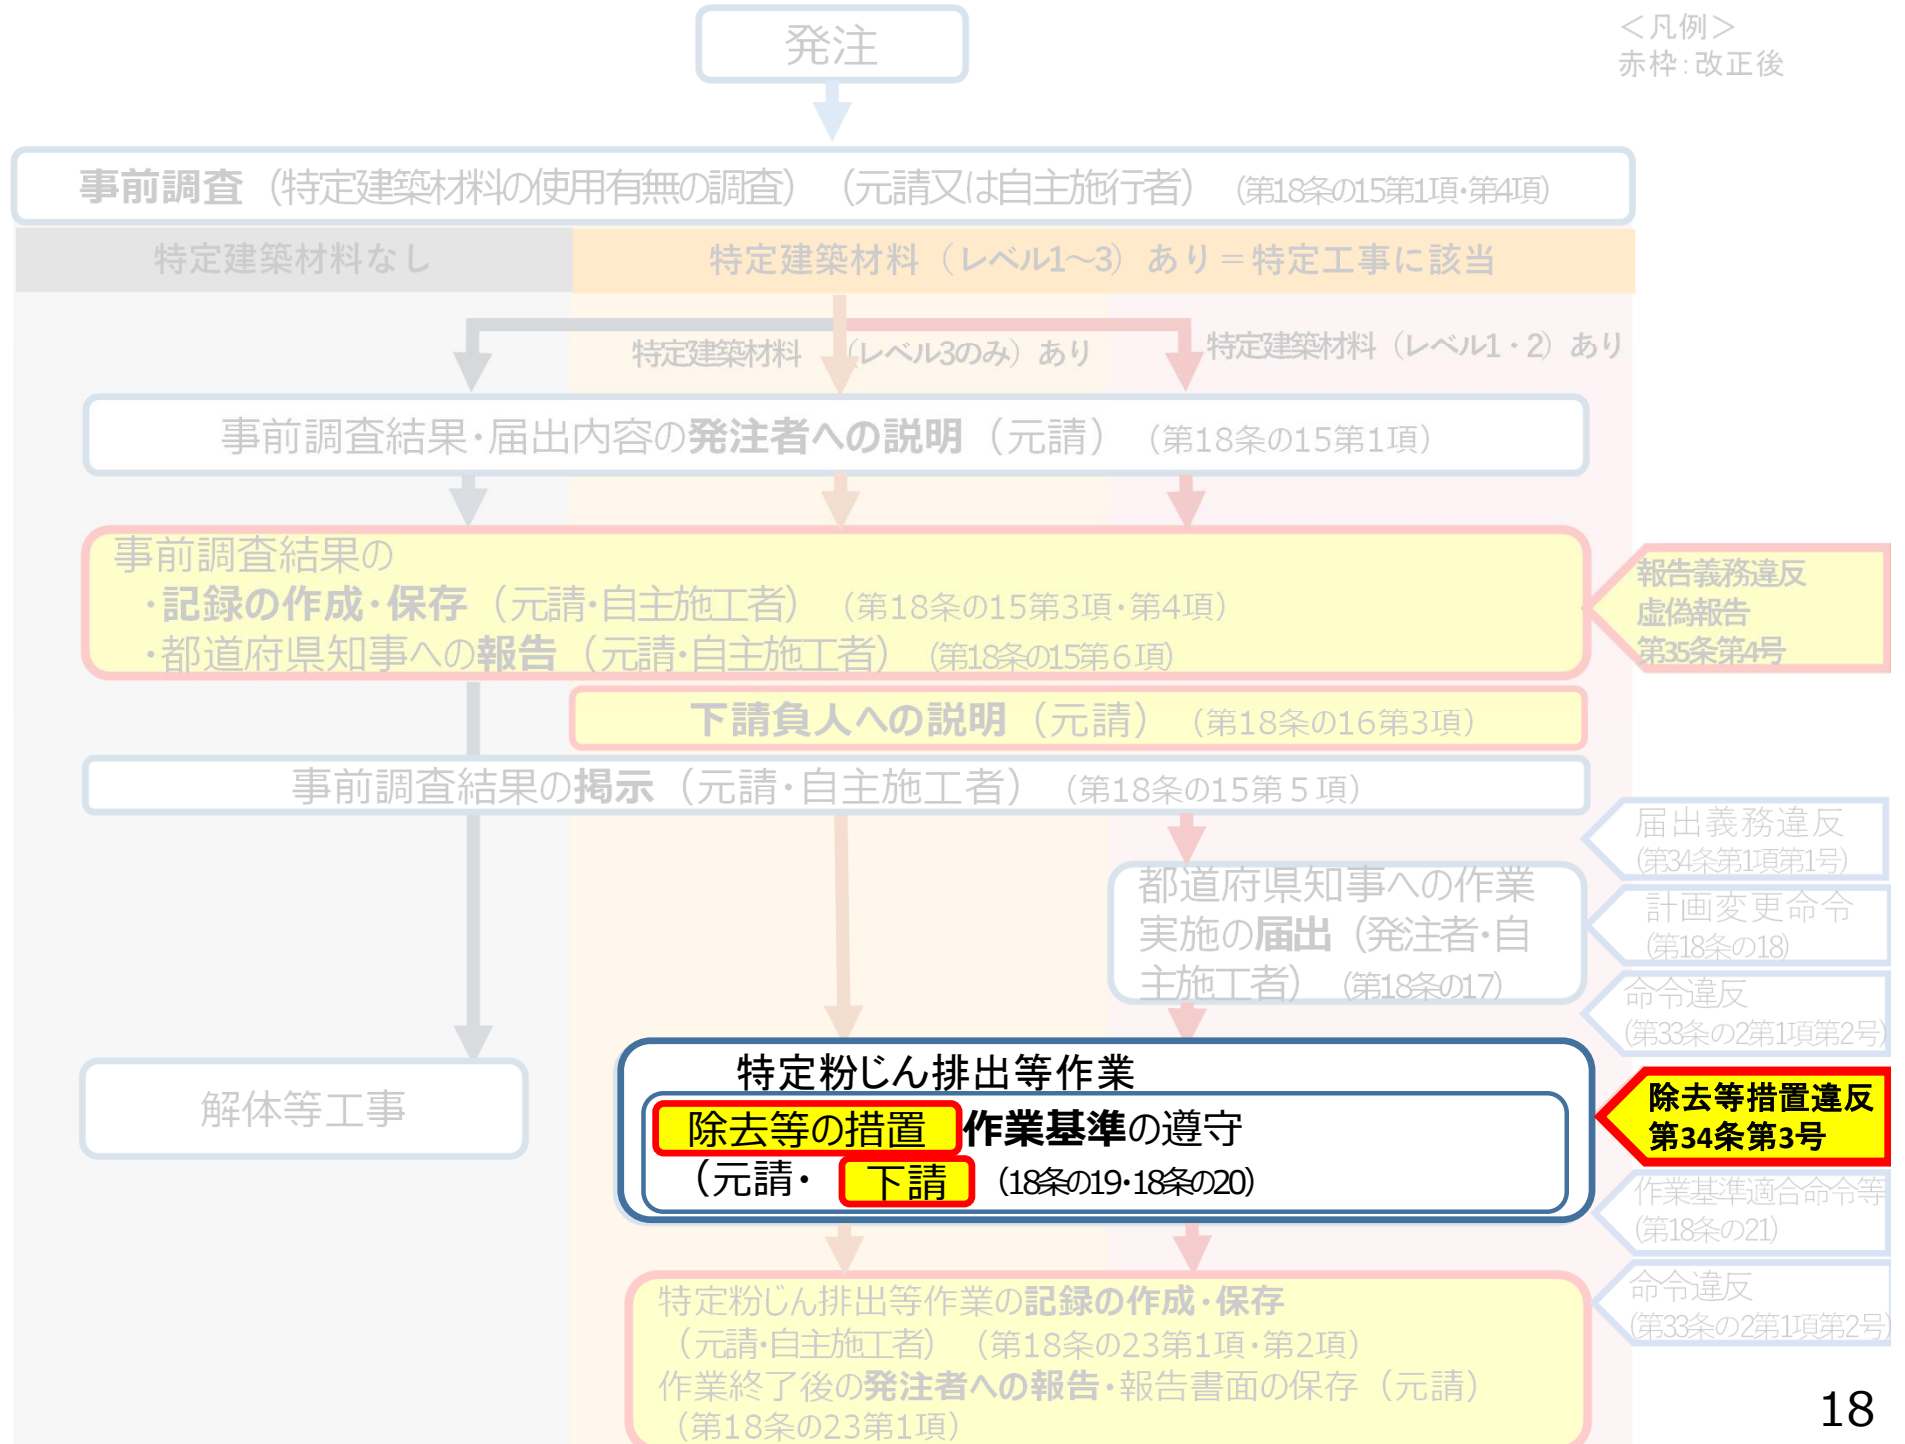 発注
＜凡例＞
赤枠：改正後
事前調査（特定建築材料の使用有無の調査）（元請又は自主施行者）（第18条の15第1項・第4項）
特定建築材料なし
特定建築材料（レベル1～3）あり＝特定工事に該当
特定建築材料（レベル3のみ）あり
特定建築材料（レベル1・2）あり
事前調査結果・届出内容の発注者への説明（元請）（第18条の15第1項）
事前調査結果の
・記録の作成・保存（元請・自主施工者）（第18条の15第3項・第4項）
・都道府県知事への報告（元請・自主施工者）（第18条の15第６項）
報告義務違反
虚偽報告
第35条第4号
下請負人への説明（元請）（第18条の16第3項）
事前調査結果の掲示（元請・自主施工者）（第18条の15第５項）
届出義務違反
(第34条第1項第1号)
都道府県知事への作業
実施の届出（発注者・自
主施工者）（第18条の17）
計画変更命令
(第18条の18)
命令違反
(第33条の2第1項第2号)
解体等工事
特定粉じん排出等作業
除去等の措置 作業基準の遵守
（元請・ 下請 （18条の19・18条の20）
除去等措置違反
第34条第3号
作業基準適合命令等
(第18条の21)
命令違反
(第33条の2第1項第2号)
特定粉じん排出等作業の記録の作成・保存
（元請・自主施工者）（第18条の23第1項・第2項）
作業終了後の発注者への報告・報告書面の保存（元請）
（第18条の23第1項）
18